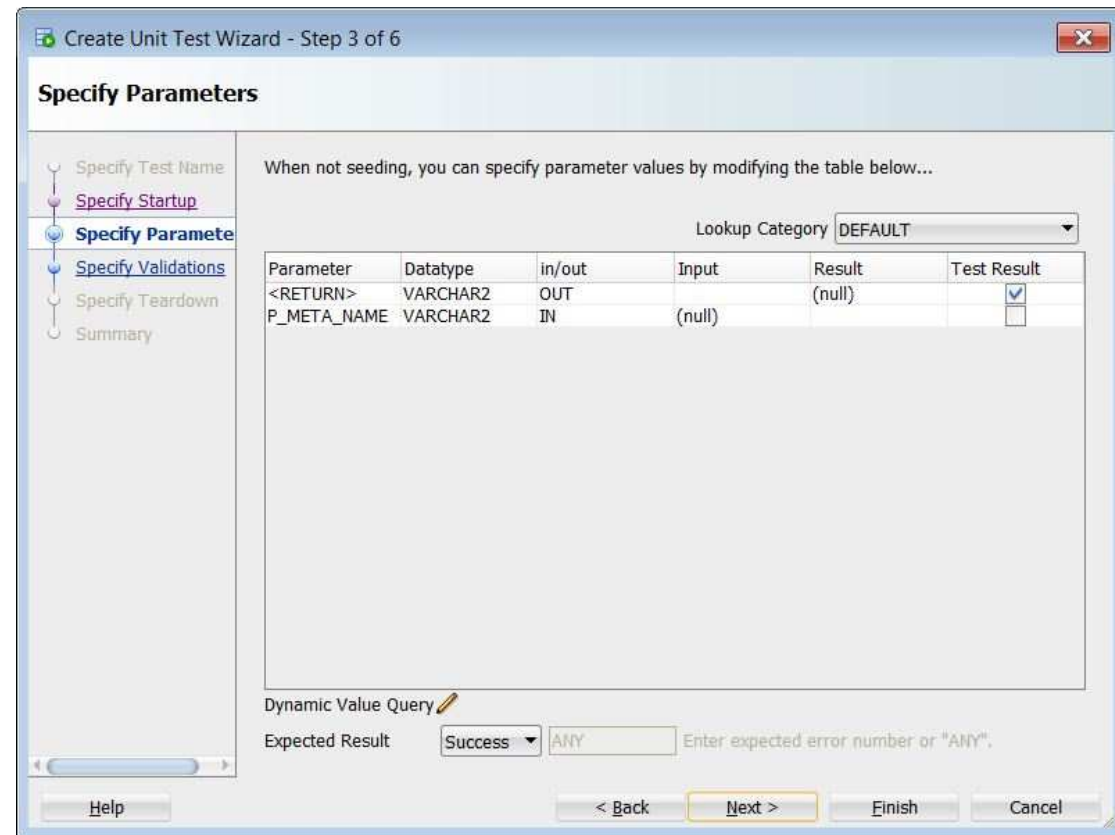 Create Unit Test Wizard - Step 3 of 6
Specify Parameters
Specify Test Name
Specify Startup
Specify Paramete
Specify Validations
Specify Teardown
Summary
When not seeding, you can specify parameter values by modifying the table below...
Lookup Category DEFAULT
Parameter Datatype in/out Input Result Test Result
<RETURN> VARCHAR2 OUT (null)
P_META_NAME VARCHAR2 IN (null)
Dynamic Value Query
Expected Result Success ANY Enter expected error number or "ANY".
Help < Back Next > Finish Cancel